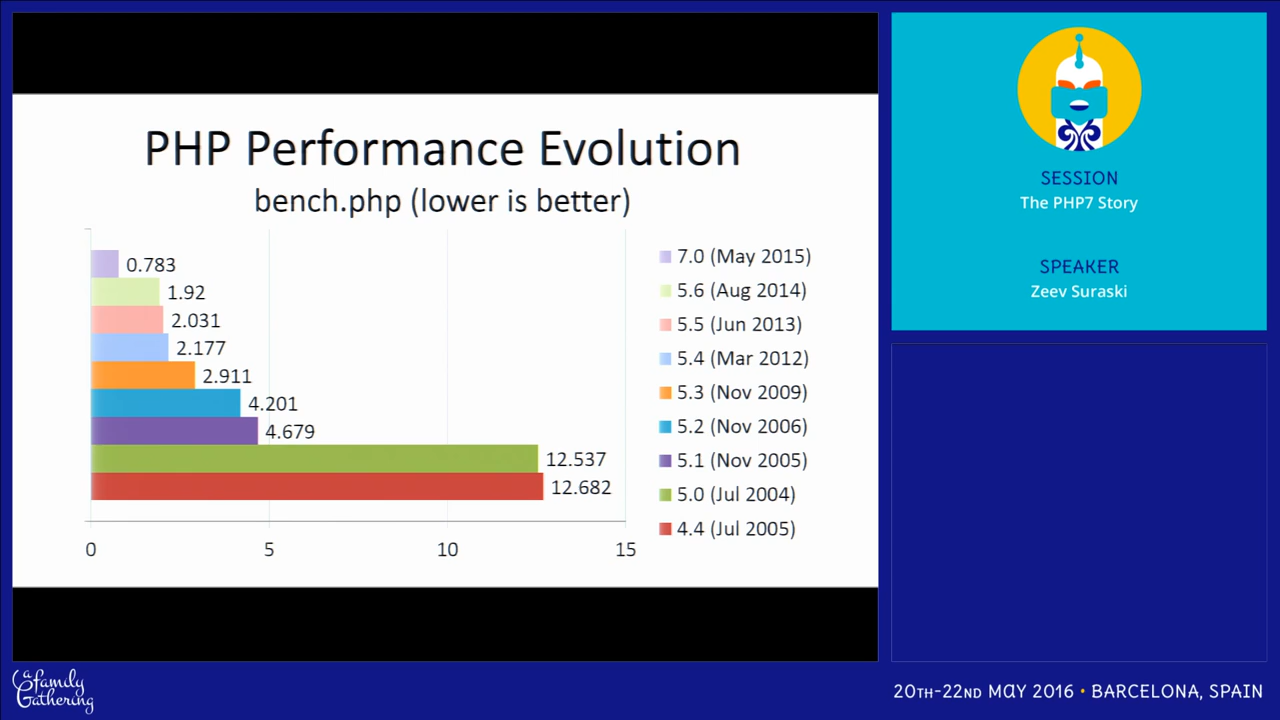 PHP Performance Evolution
bench.php (lower is better)
0.783
1.92
2.031
2.177
2.911
4.201
4.679
12.537
12.682
0 5 10 15
7.0 (May 2015)
5.6 (Aug 2014)
5.5 (Jun 2013)
5.4 (Mar 2012)
5.3 (Nov 2009)
5.2 (Nov 2006)
5.1 (Nov 2005)
5.0 (Jul 2004)
4.4 (Jul 2005)
SESSION
The PHP7 Story
SPEAKER
Zeev Suraski
a family
Gathering
20TH-22ND MAY 2016 • BARCELONA, SPAIN